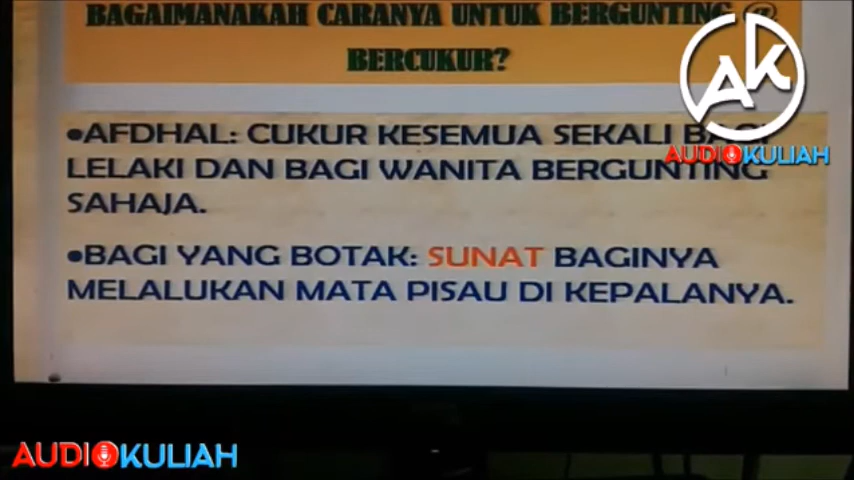 BAGAIMANAKAH CARANYA UNTUK BERGUNTING @
BERCUKUR?
AK
AUDIOKULIAH
•AFDHAL: CUKUR KESEMUA SEKALI BAGI
LELAKI DAN BAGI WANITA BERGUNTING
SAHAJA.
•BAGI YANG BOTAK: SUNAT BAGINYA
MELALUKAN MATA PISAU DI KEPALANYA.
AUDIOKULIAH